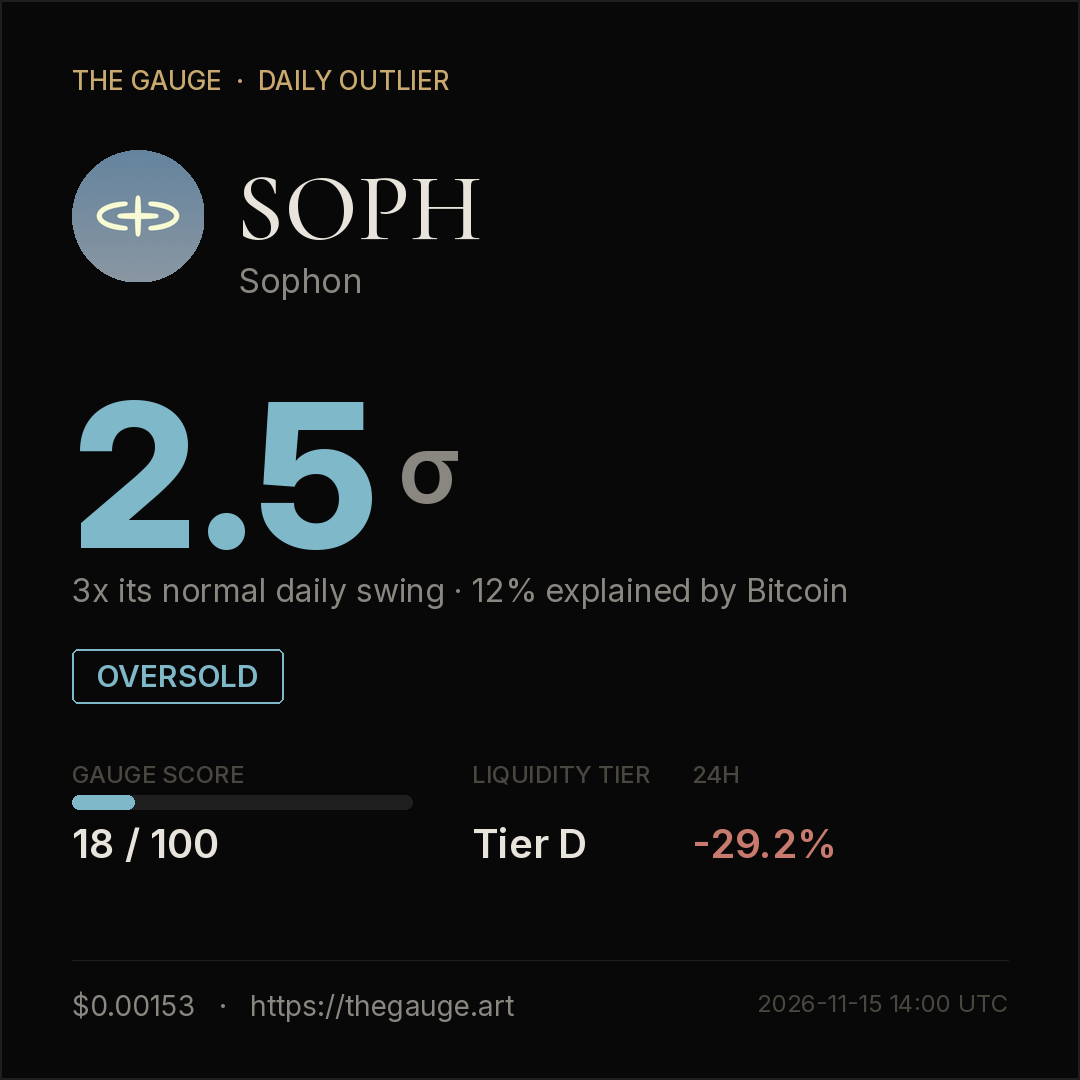 THE GAUGE · DAILY OUTLIER
SOPH
Sophon
2.5 σ
3x its normal daily swing · 12% explained by Bitcoin
OVERSOLD
GAUGE SCORE LIQUIDITY TIER 24H
18 / 100 Tier D -29.2%
$0.00153 · https://thegauge.art 2026-11-15 14:00 UTC